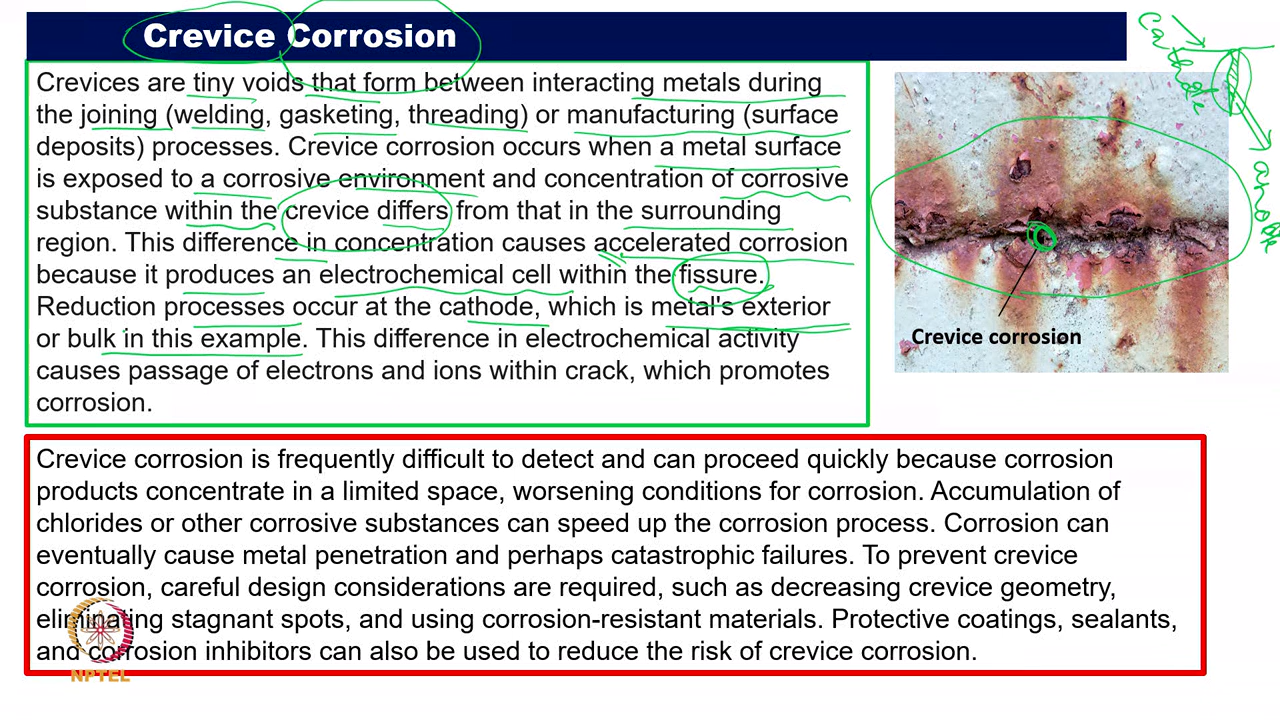 Crevice Corrosion
Crevices are tiny voids that form between interacting metals during
the joining (welding, gasketing, threading) or manufacturing (surface
deposits) processes. Crevice corrosion occurs when a metal surface
is exposed to a corrosive environment and concentration of corrosive
substance within the crevice differs from that in the surrounding
region. This difference in concentration causes accelerated corrosion
because it produces an electrochemical cell within the fissure.
Reduction processes occur at the cathode, which is metal's exterior
or bulk in this example. This difference in electrochemical activity
causes passage of electrons and ions within crack, which promotes
corrosion.
cathode
anode
Crevice corrosion
Crevice corrosion is frequently difficult to detect and can proceed quickly because corrosion
products concentrate in a limited space, worsening conditions for corrosion. Accumulation of
chlorides or other corrosive substances can speed up the corrosion process. Corrosion can
eventually cause metal penetration and perhaps catastrophic failures. To prevent crevice
corrosion, careful design considerations are required, such as decreasing crevice geometry,
eliminating stagnant spots, and using corrosion-resistant materials. Protective coatings, sealants,
and corrosion inhibitors can also be used to reduce the risk of crevice corrosion.
NPTEL